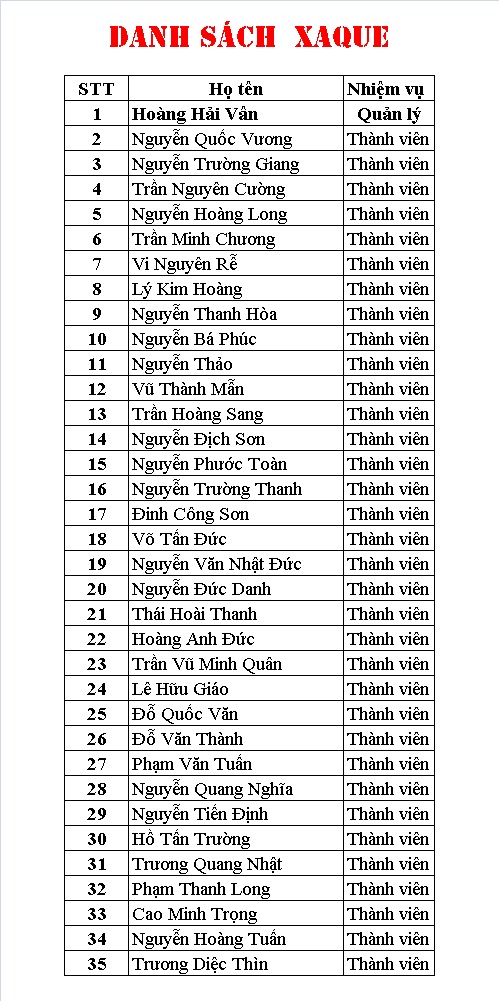 DANH SÁCH XAQUE
STT Họ tên Nhiệm vụ
1 Hoàng Hải Vân Quản lý
2 Nguyễn Quốc Vương Thành viên
3 Nguyễn Trường Giang Thành viên
4 Trần Nguyên Cường Thành viên
5 Nguyễn Hoàng Long Thành viên
6 Trần Minh Chương Thành viên
7 Vi Nguyên Rễ Thành viên
8 Lý Kim Hoàng Thành viên
9 Nguyễn Thanh Hòa Thành viên
10 Nguyễn Bá Phúc Thành viên
11 Nguyễn Thảo Thành viên
12 Vũ Thành Mẫn Thành viên
13 Trần Hoàng Sang Thành viên
14 Nguyễn Địch Sơn Thành viên
15 Nguyễn Phước Toàn Thành viên
16 Nguyễn Trường Thanh Thành viên
17 Đinh Công Sơn Thành viên
18 Võ Tấn Đức Thành viên
19 Nguyễn Văn Nhật Đức Thành viên
20 Nguyễn Đức Danh Thành viên
21 Thái Hoài Thanh Thành viên
22 Hoàng Anh Đức Thành viên
23 Trần Vũ Minh Quân Thành viên
24 Lê Hữu Giáo Thành viên
25 Đỗ Quốc Văn Thành viên
26 Đỗ Văn Thành Thành viên
27 Phạm Văn Tuấn Thành viên
28 Nguyễn Quang Nghĩa Thành viên
29 Nguyễn Tiến Định Thành viên
30 Hồ Tấn Trường Thành viên
31 Trương Quang Nhật Thành viên
32 Phạm Thanh Long Thành viên
33 Cao Minh Trọng Thành viên
34 Nguyễn Hoàng Tuấn Thành viên
35 Trương Diệc Thìn Thành viên